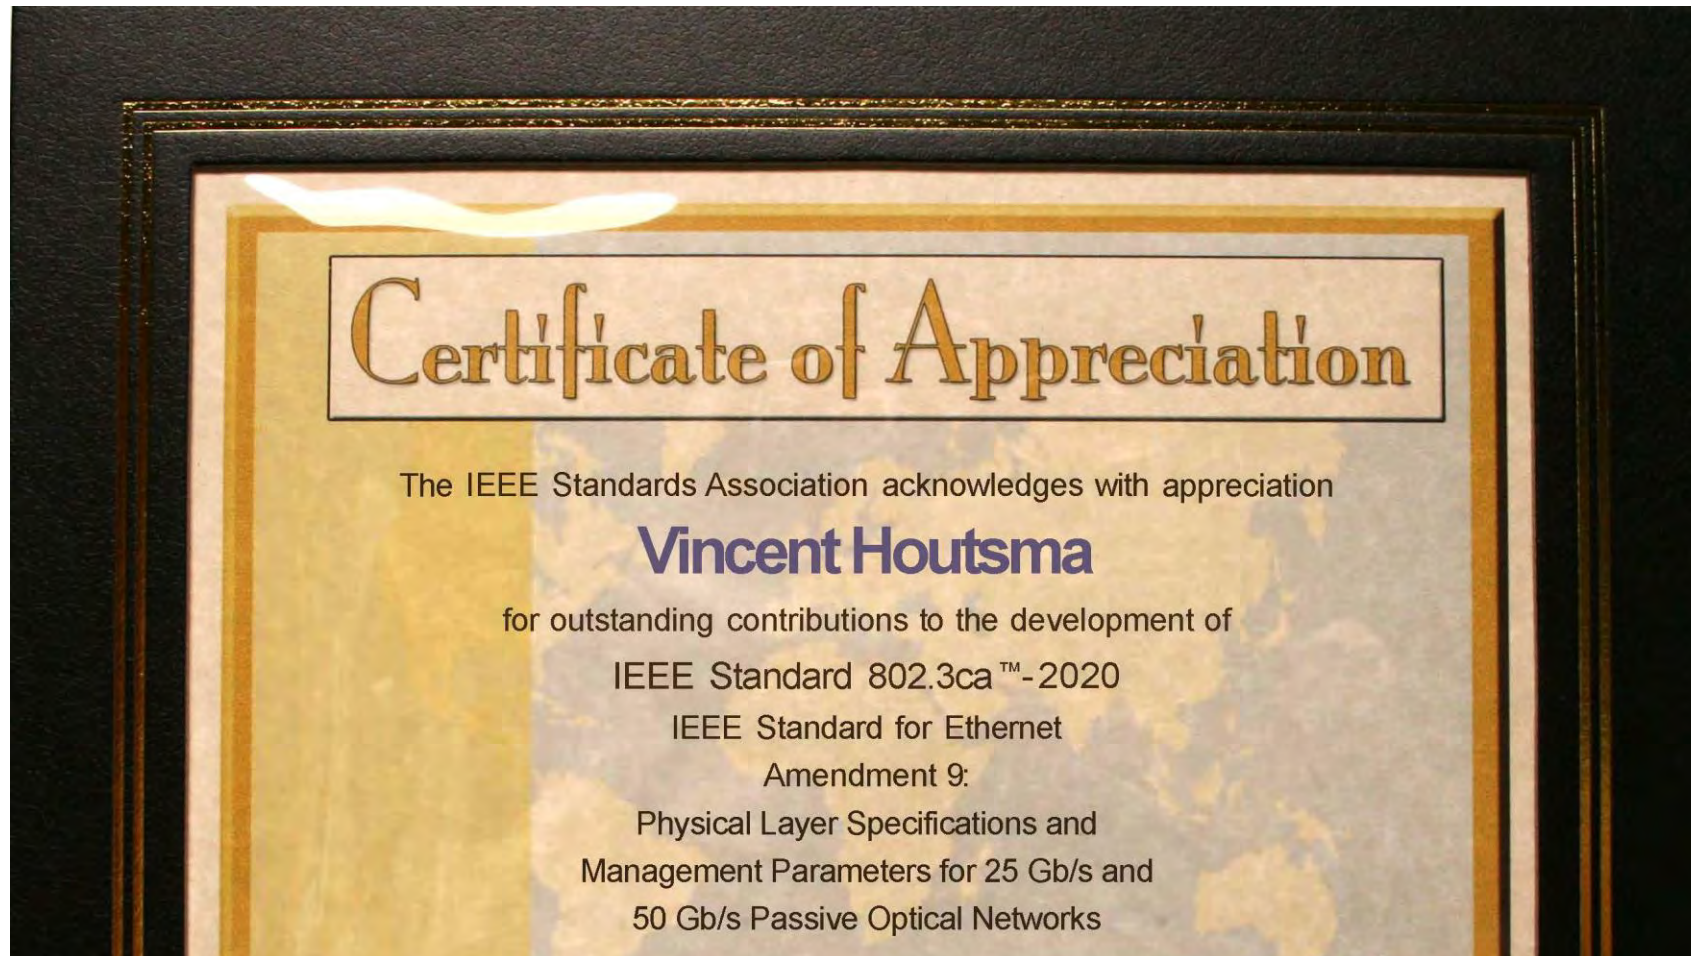 Certificate of Appreciation
The IEEE Standards Association acknowledges with appreciation
Vincent Houtsma
for outstanding contributions to the development of
IEEE Standard 802.3ca™-2020
IEEE Standard for Ethernet
Amendment 9:
Physical Layer Specifications and
Management Parameters for 25 Gb/s and
50 Gb/s Passive Optical Networks